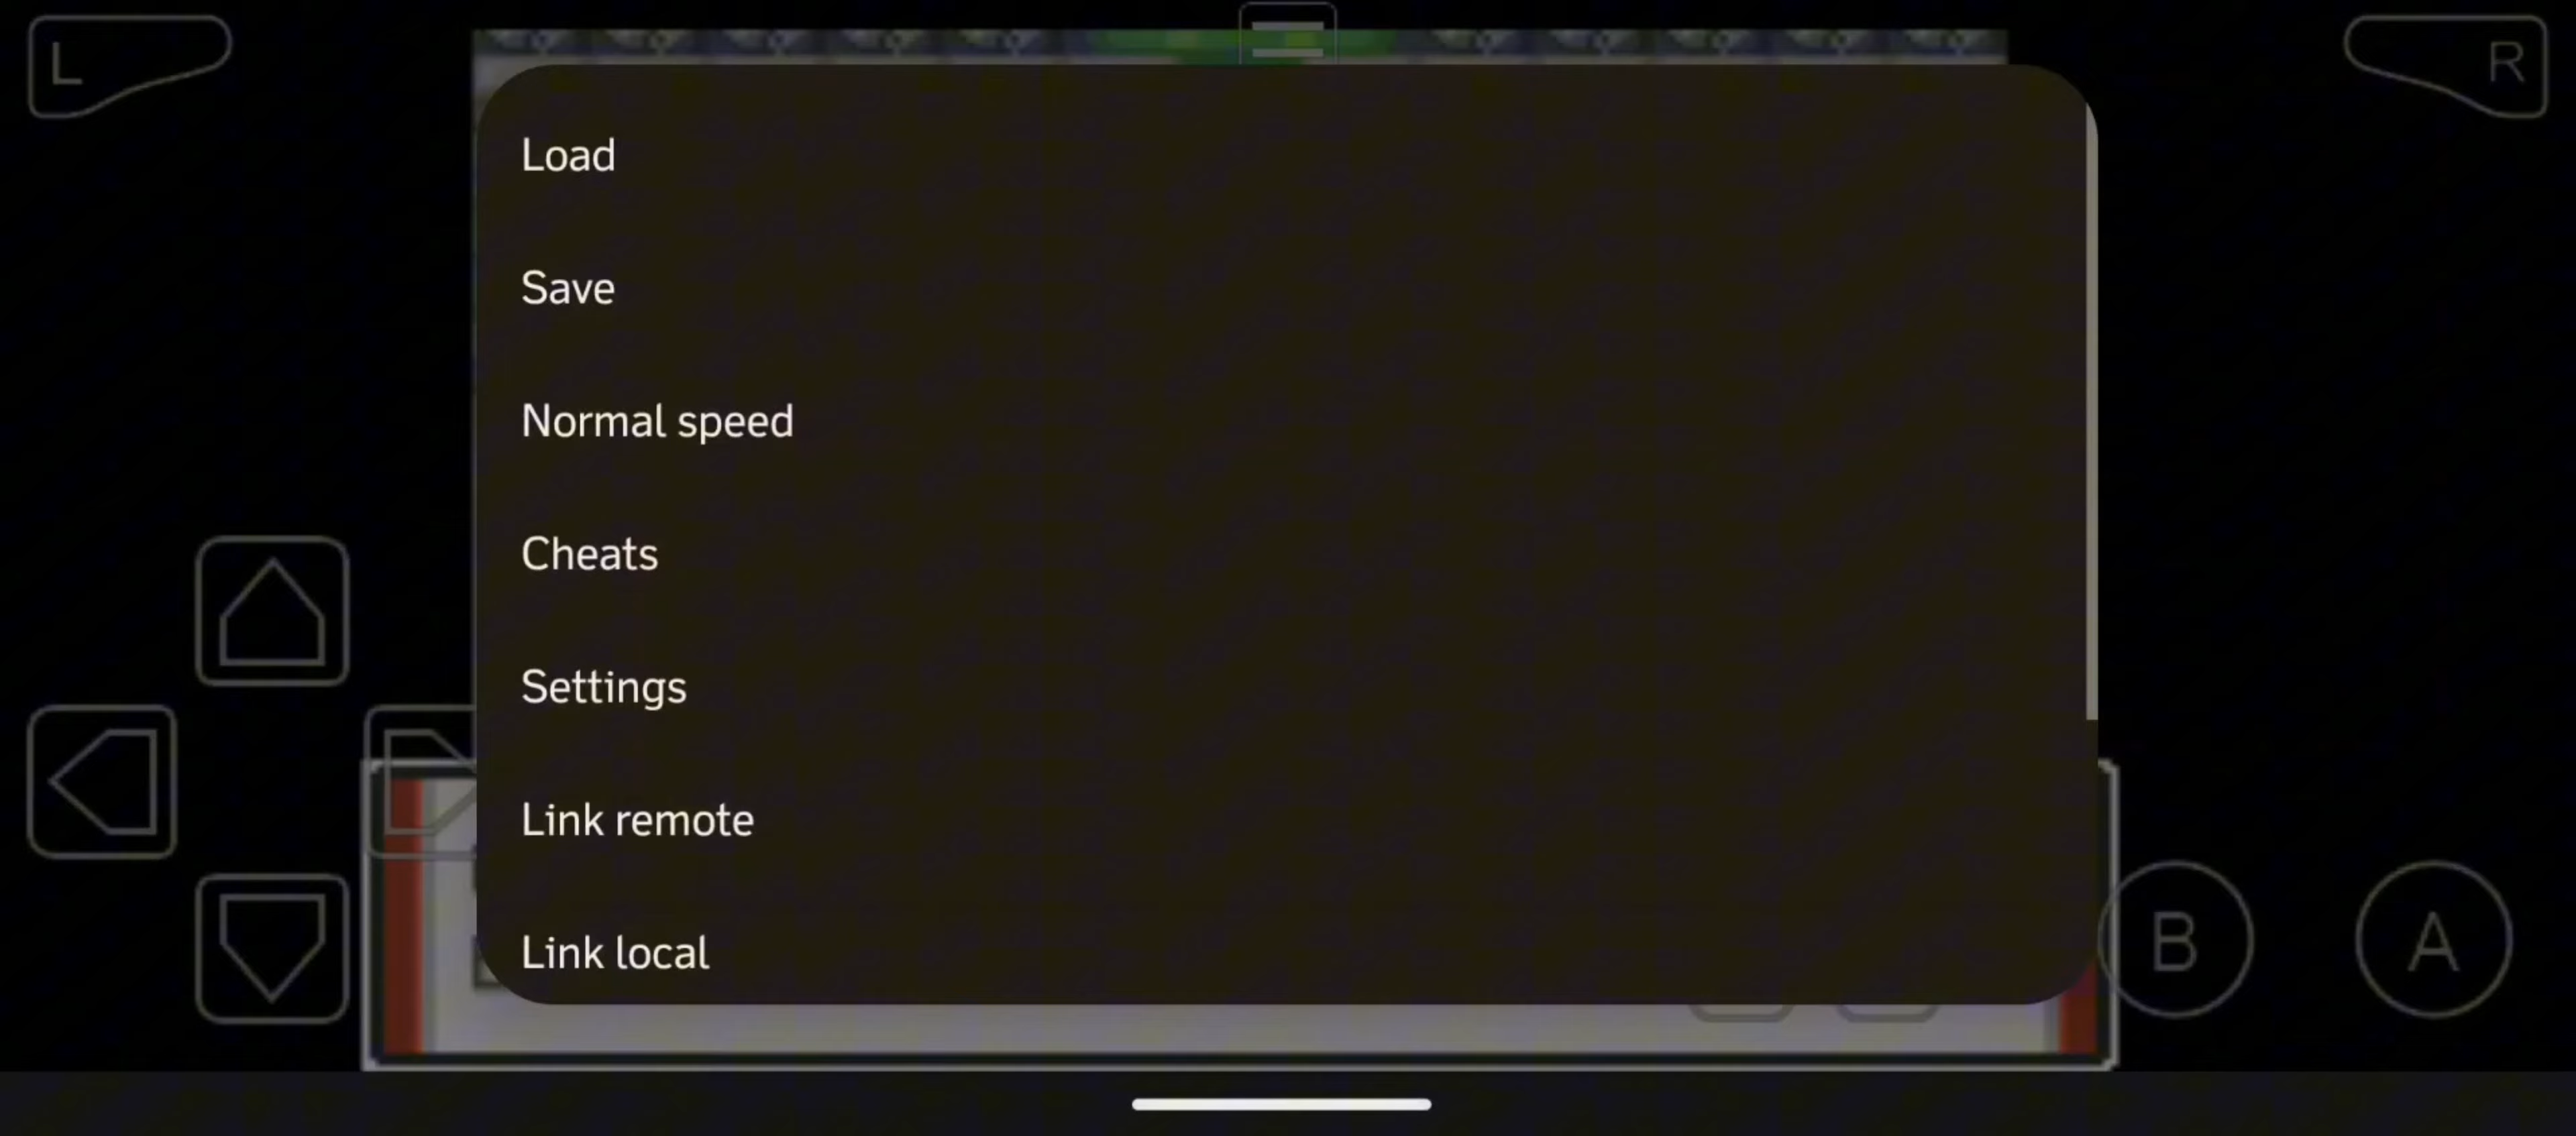 L
R
Load
Save
Normal speed
Cheats
Settings
Link remote
Link local
B
A